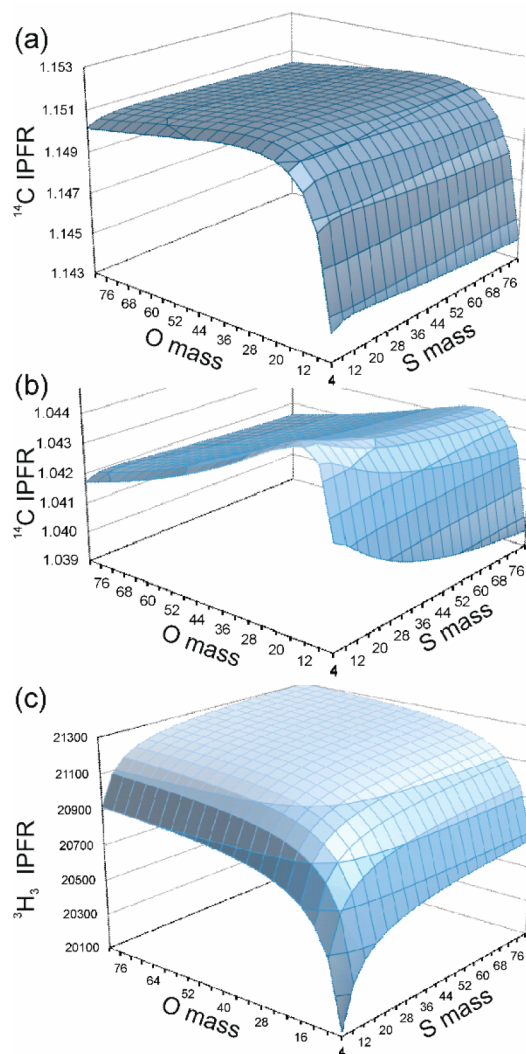 (a)
1.153
1.151
1.149
1.147
1.145
1.143
¹⁴C IPFR
76 68 60 52 44 36 28 20 12 4
O mass
12 20 28 36 44 52 60 68 76
S mass
(b)
1.044
1.043
1.042
1.041
1.040
1.039
¹⁴C IPFR
76 68 60 52 44 36 28 20 12 4
O mass
12 20 28 36 44 52 60 68 76
S mass
(c)
21300
21100
20900
20700
20500
20300
20100
³H₃ IPFR
76 64 52 40 28 16 4
O mass
12 20 28 36 44 52 60 68 76
S mass